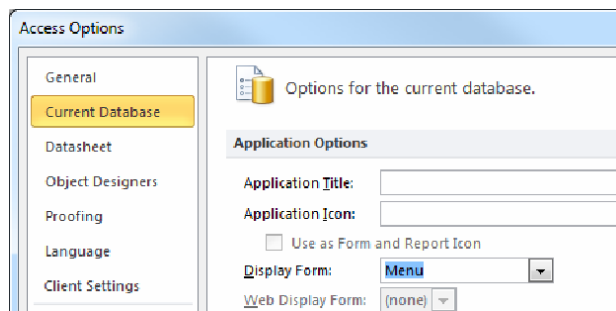 Access Options
General
Current Database
Datasheet
Object Designers
Proofing
Language
Client Settings
Options for the current database.
Application Options
Application Title:
Application Icon:
Use as Form and Report Icon
Display Form: Menu
Web Display Form: (none)